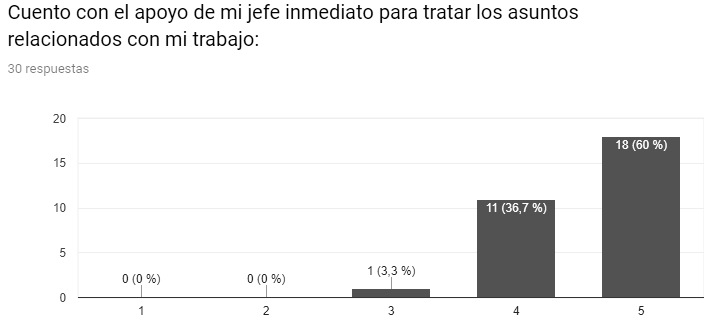 Cuento con el apoyo de mi jefe inmediato para tratar los asuntos
relacionados con mi trabajo:
30 respuestas
20
15
10
5
0
0 (0 %)
0 (0 %)
1 (3,3 %)
11 (36,7 %)
18 (60 %)
1 2 3 4 5